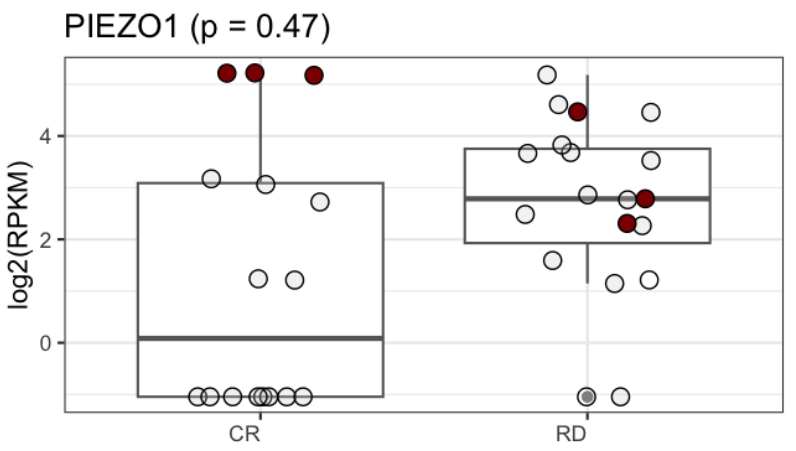 PIEZO1 (p = 0.47)
log2(RPKM)
4
2
0
CR
RD